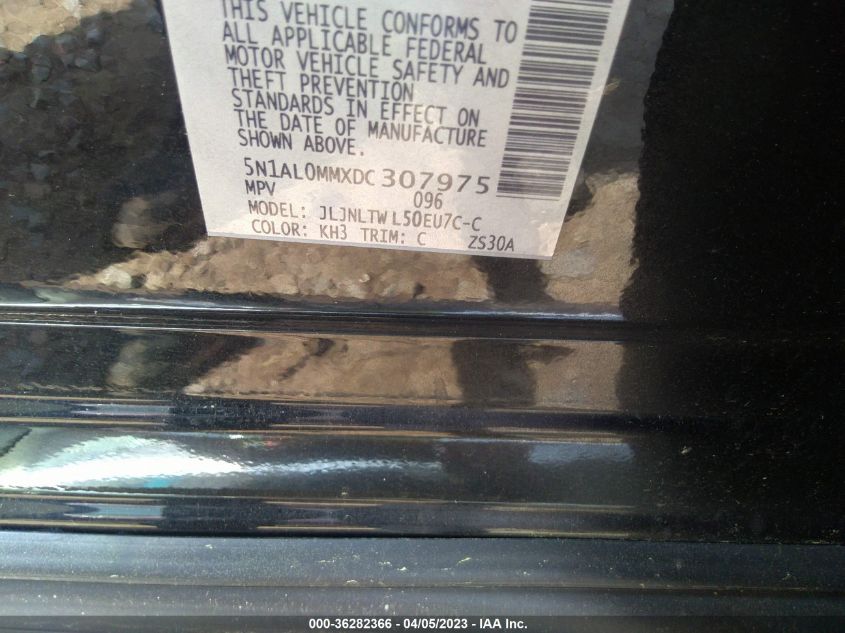 THIS VEHICLE CONFORMS TO
ALL APPLICABLE FEDERAL
MOTOR VEHICLE SAFETY AND
THEFT PREVENTION
STANDARDS IN EFFECT ON
THE DATE OF MANUFACTURE
SHOWN ABOVE.
5N1AL0MMXDC307975
MPV 096
MODEL: JLJNLTWL50EU7C-C
COLOR: KH3 TRIM: C ZS30A
000-36282366 - 04/05/2023 - IAA Inc.